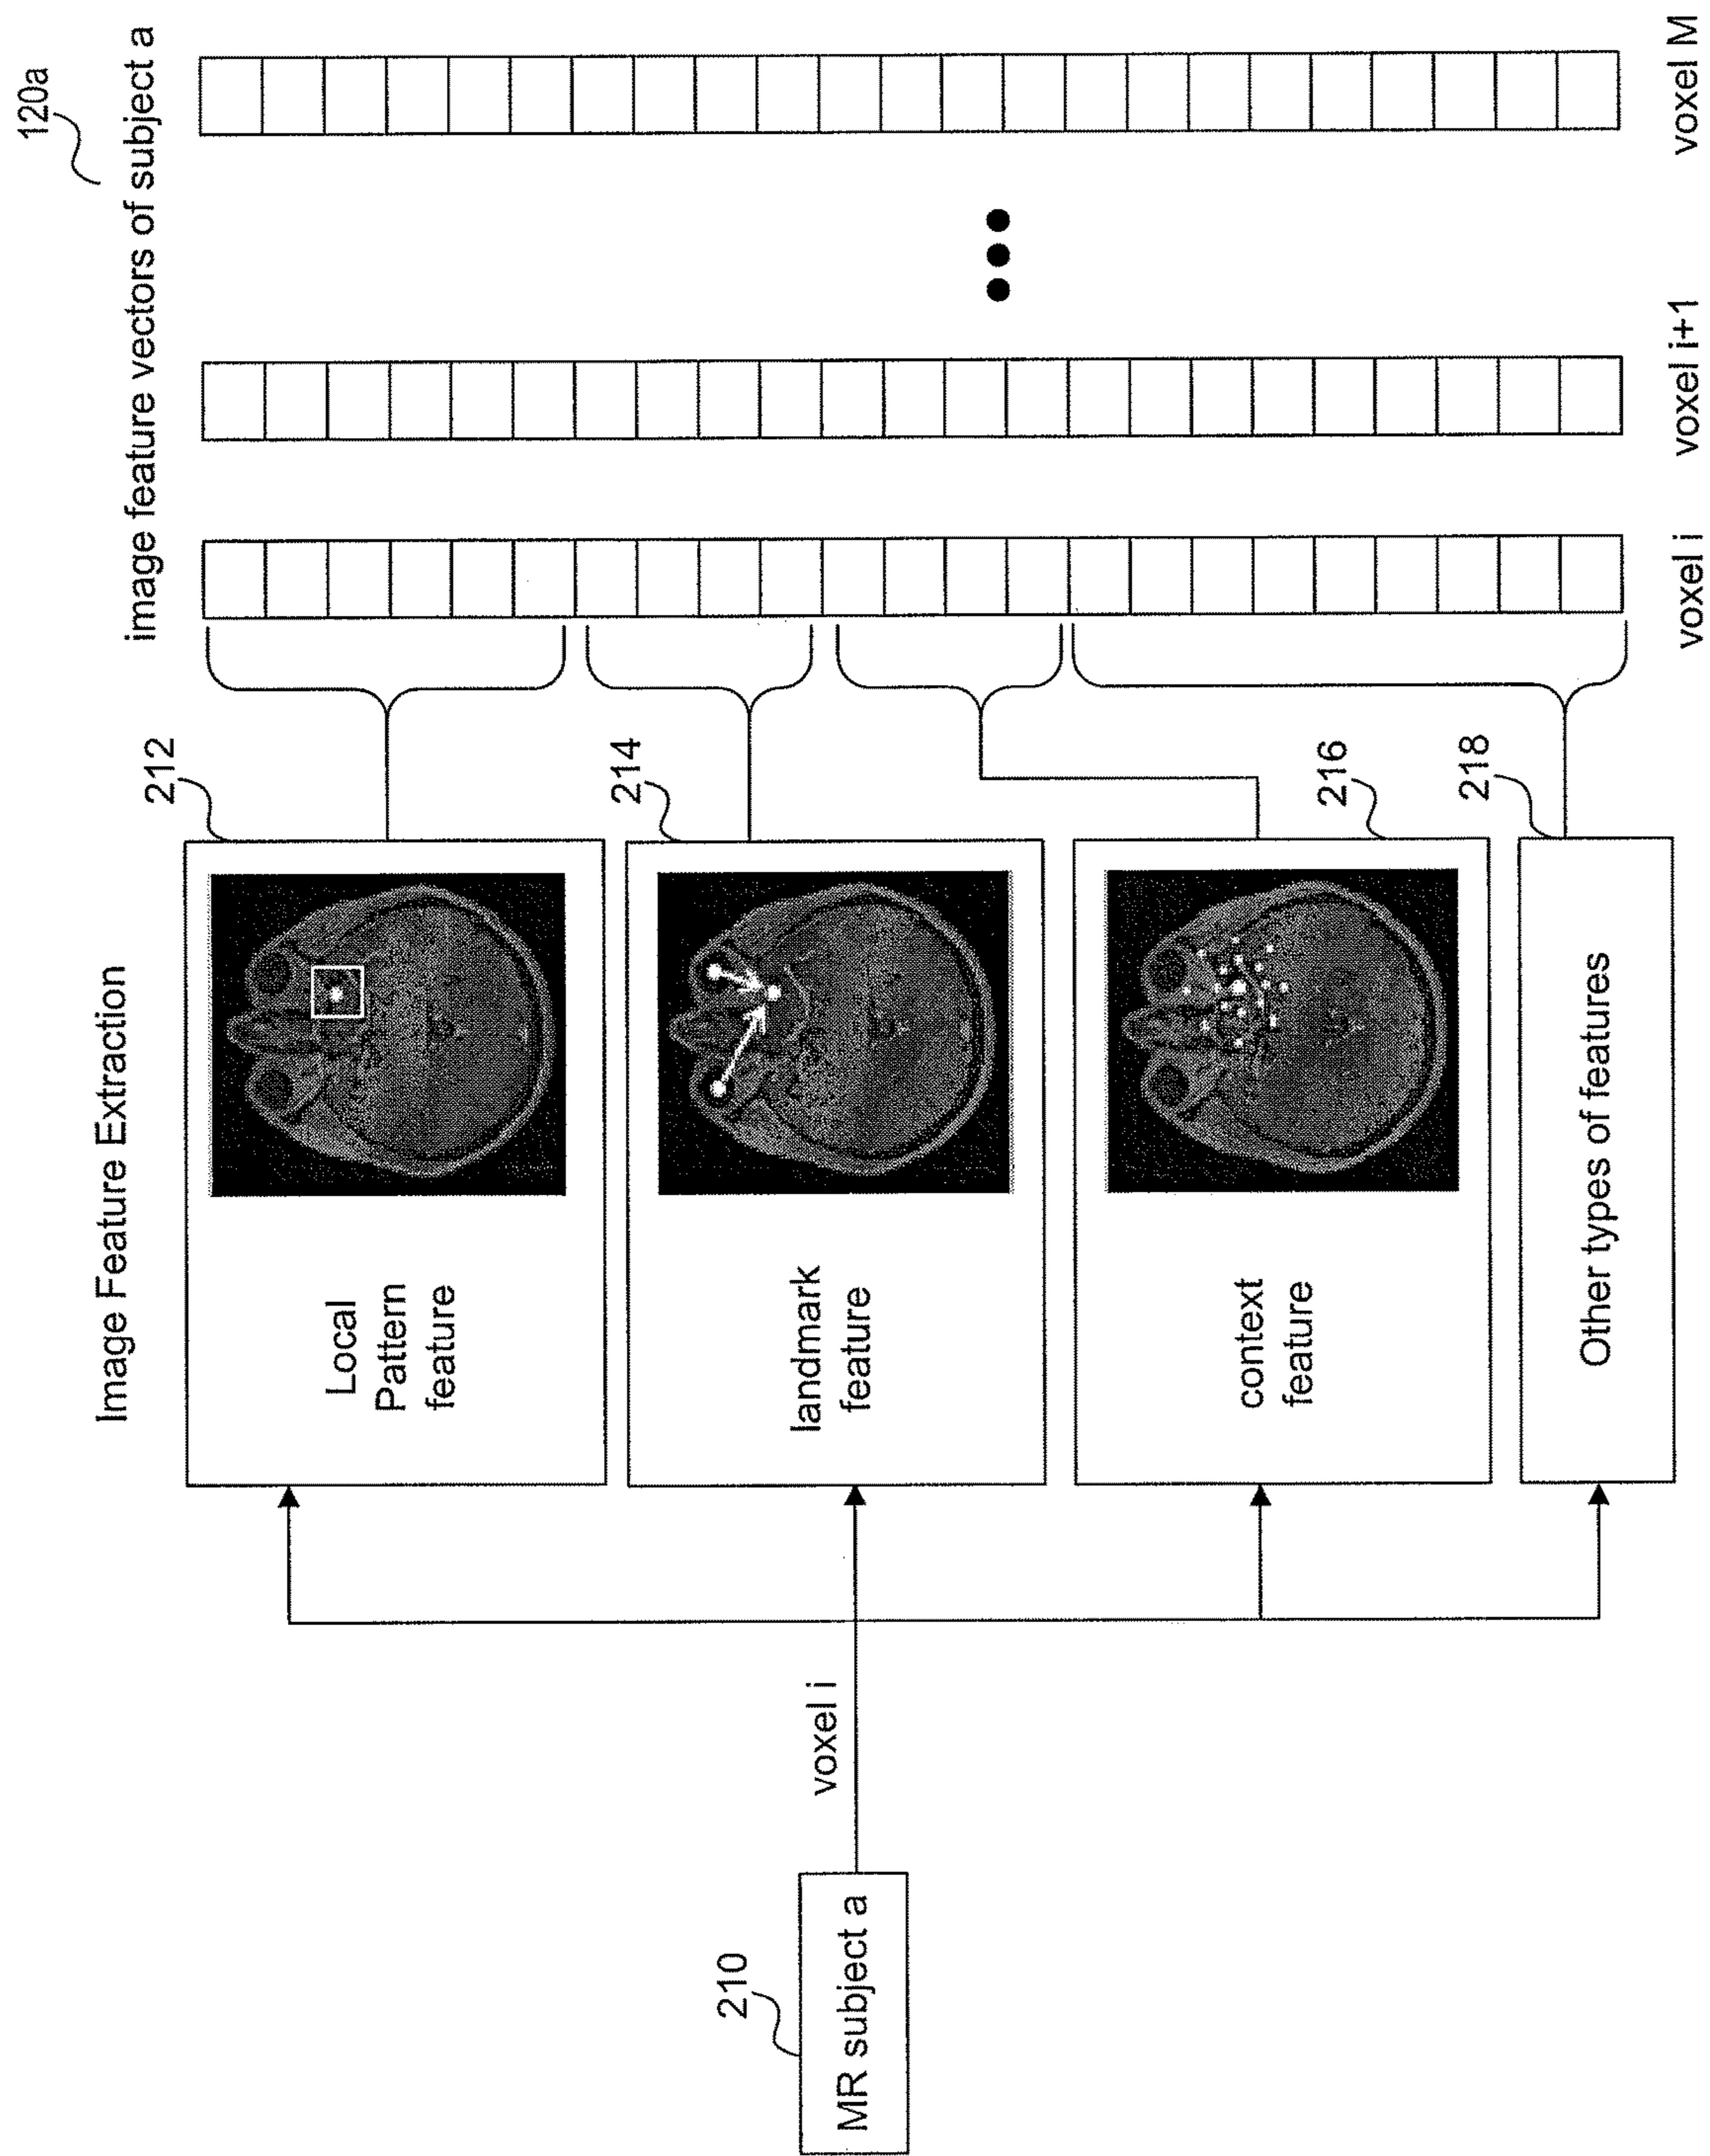 120a
image feature vectors of subject a
Image Feature Extraction
212
Local
Pattern
feature
214
landmark
feature
210
MR subject a
voxel i
216
context
feature
218
Other types of features
voxel i
voxel i+1
voxel M